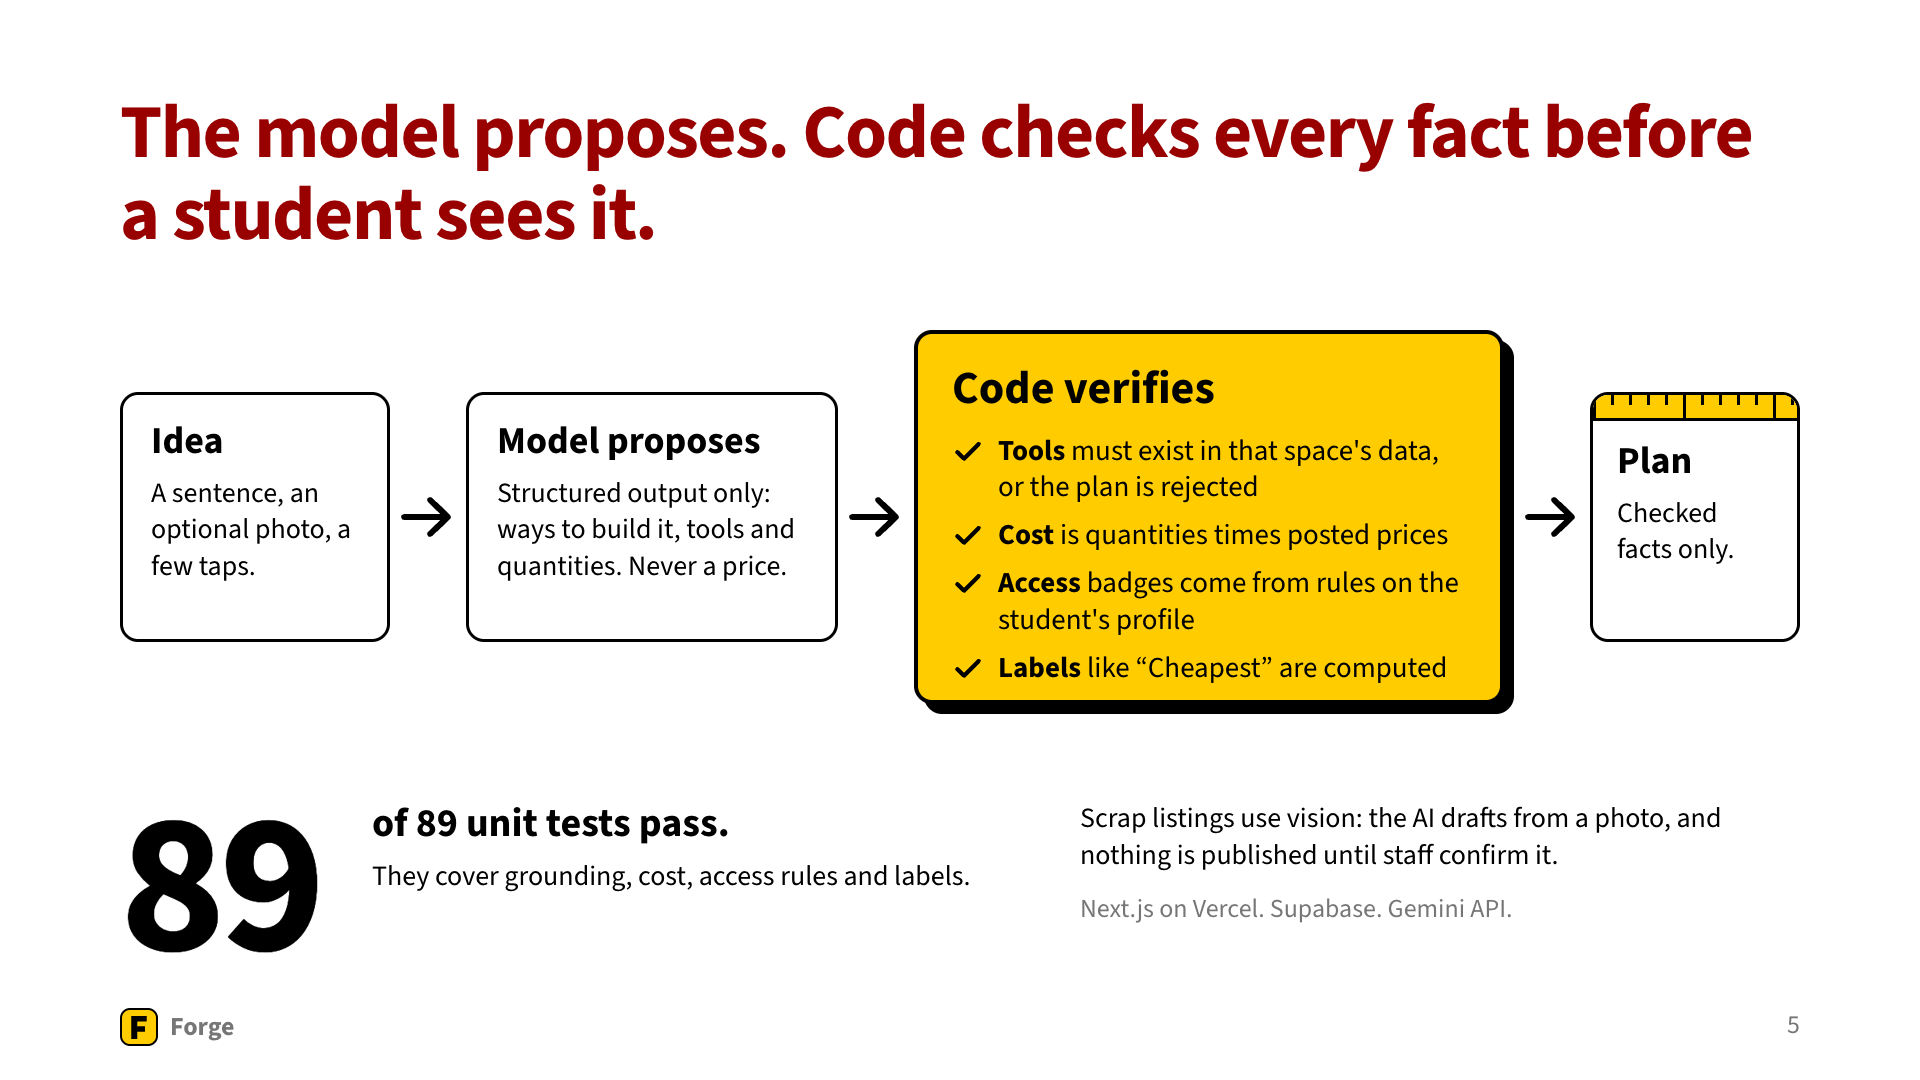 The model proposes. Code checks every fact before
a student sees it.
Idea
A sentence, an
optional photo, a
few taps.
Model proposes
Structured output only:
ways to build it, tools and
quantities. Never a price.
Code verifies
Tools must exist in that space's data,
or the plan is rejected
Cost is quantities times posted prices
Access badges come from rules on the
student's profile
Labels like “Cheapest” are computed
Plan
Checked
facts only.
89
of 89 unit tests pass.
They cover grounding, cost, access rules and labels.
Scrap listings use vision: the AI drafts from a photo, and
nothing is published until staff confirm it.
Next.js on Vercel. Supabase. Gemini API.
F Forge
5